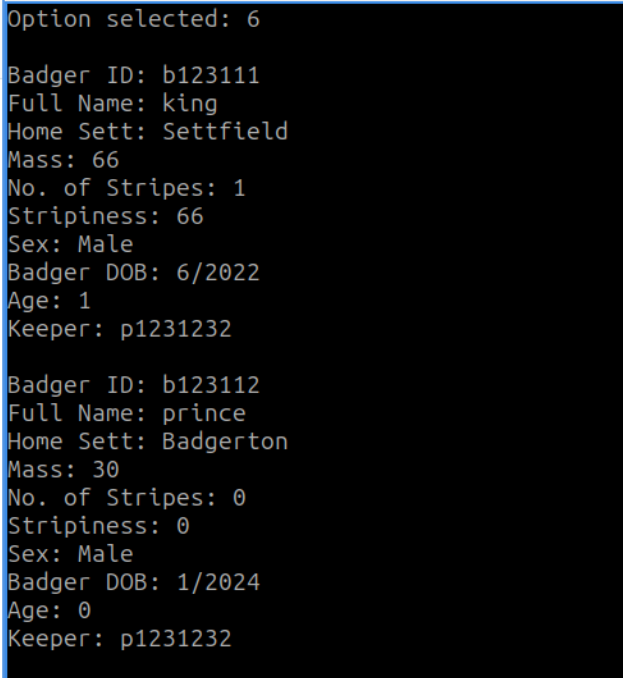 Option selected: 6
Badger ID: b123111
Full Name: king
Home Sett: Settfield
Mass: 66
No. of Stripes: 1
Stripiness: 66
Sex: Male
Badger DOB: 6/2022
Age: 1
Keeper: p1231232
Badger ID: b123112
Full Name: prince
Home Sett: Badgerton
Mass: 30
No. of Stripes: 0
Stripiness: 0
Sex: Male
Badger DOB: 1/2024
Age: 0
Keeper: p1231232